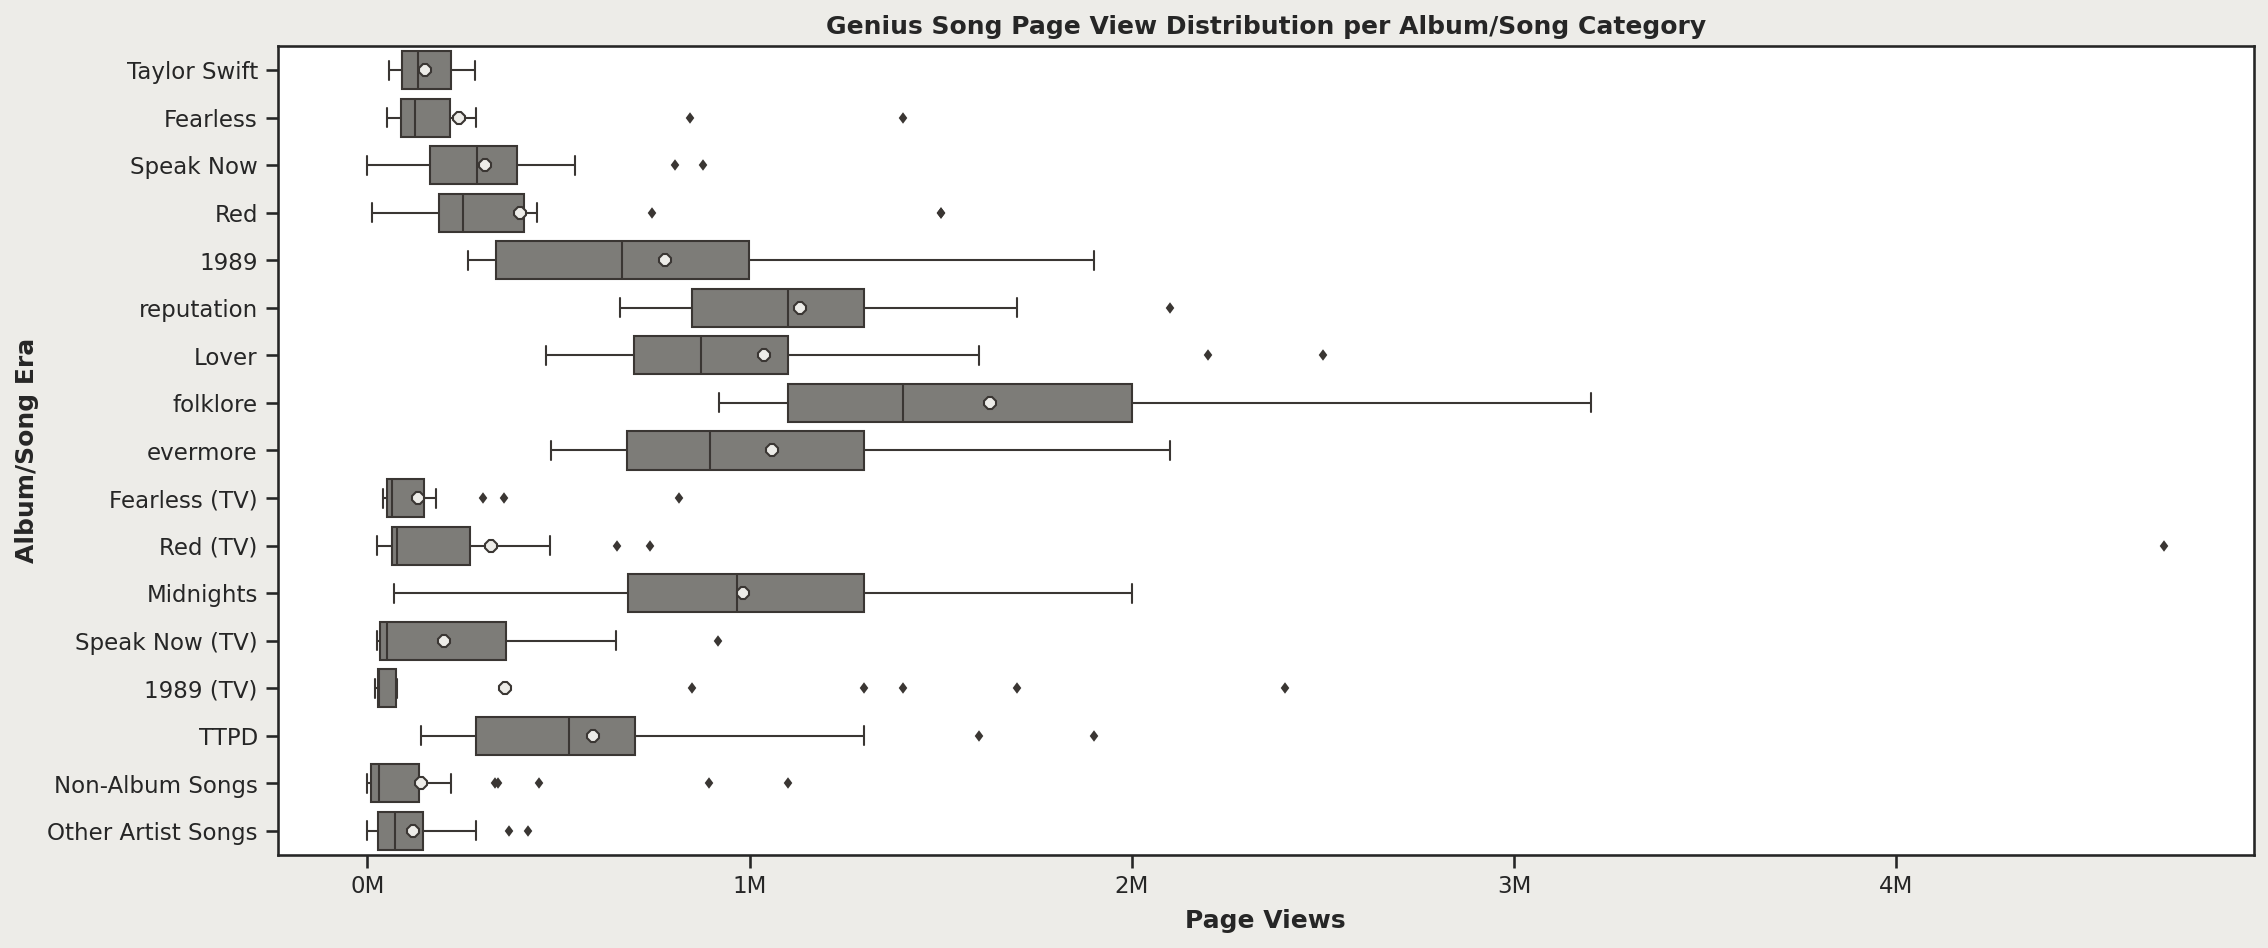 Genius Song Page View Distribution per Album/Song Category
Album/Song Era
Taylor Swift
Fearless
Speak Now
Red
1989
reputation
Lover
folklore
evermore
Fearless (TV)
Red (TV)
Midnights
Speak Now (TV)
1989 (TV)
TTPD
Non-Album Songs
Other Artist Songs
0M 1M 2M 3M 4M
Page Views